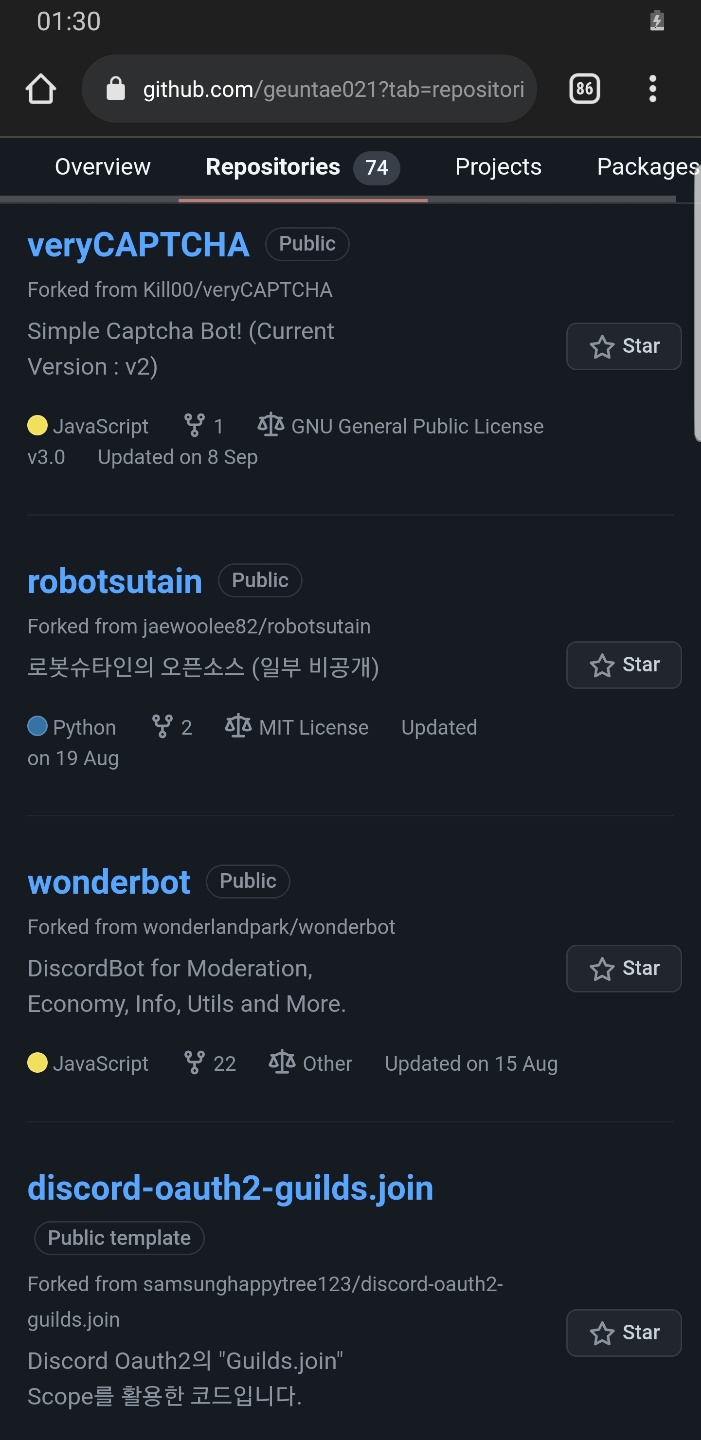 01:30
github.com/geuntae021?tab=repositori
86
Overview Repositories 74 Projects Packages
veryCAPTCHA Public
Forked from Kill00/veryCAPTCHA
Simple Captcha Bot! (Current
Version : v2)
Star
JavaScript 1 GNU General Public License
v3.0 Updated on 8 Sep
robotsutain Public
Forked from jaewoolee82/robotsutain
로봇슈타인의 오픈소스 (일부 비공개)
Star
Python 2 MIT License Updated
on 19 Aug
wonderbot Public
Forked from wonderlandpark/wonderbot
DiscordBot for Moderation,
Economy, Info, Utils and More.
Star
JavaScript 22 Other Updated on 15 Aug
discord-oauth2-guilds.join
Public template
Forked from samsunghappytree123/discord-oauth2-
guilds.join
Star
Discord Oauth2의 "Guilds.join"
Scope를 활용한 코드입니다.